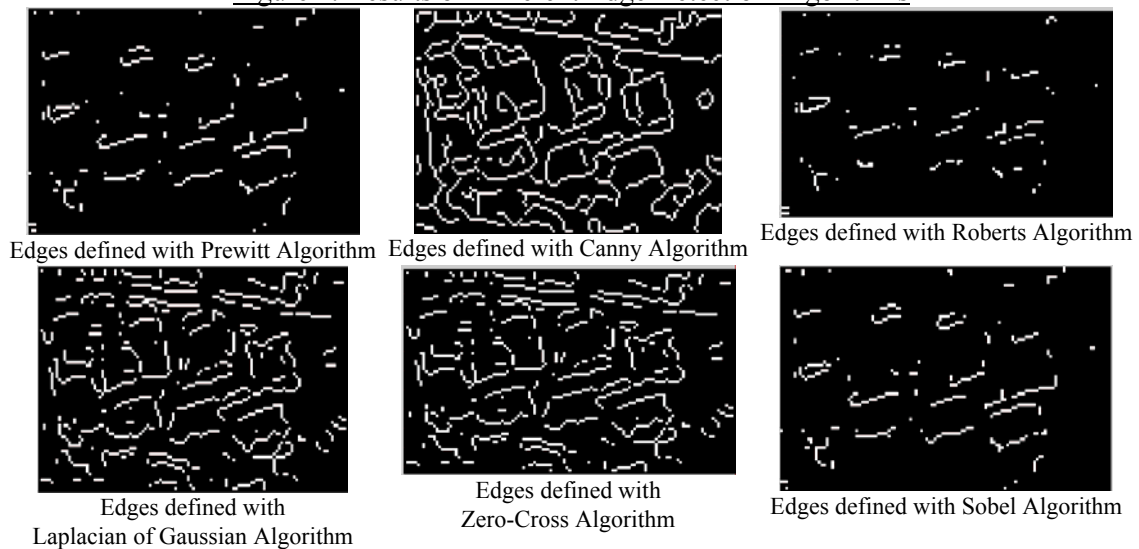 Edges defined with Prewitt Algorithm
Edges defined with Canny Algorithm
Edges defined with Roberts Algorithm
Edges defined with
Laplacian of Gaussian Algorithm
Edges defined with
Zero-Cross Algorithm
Edges defined with Sobel Algorithm